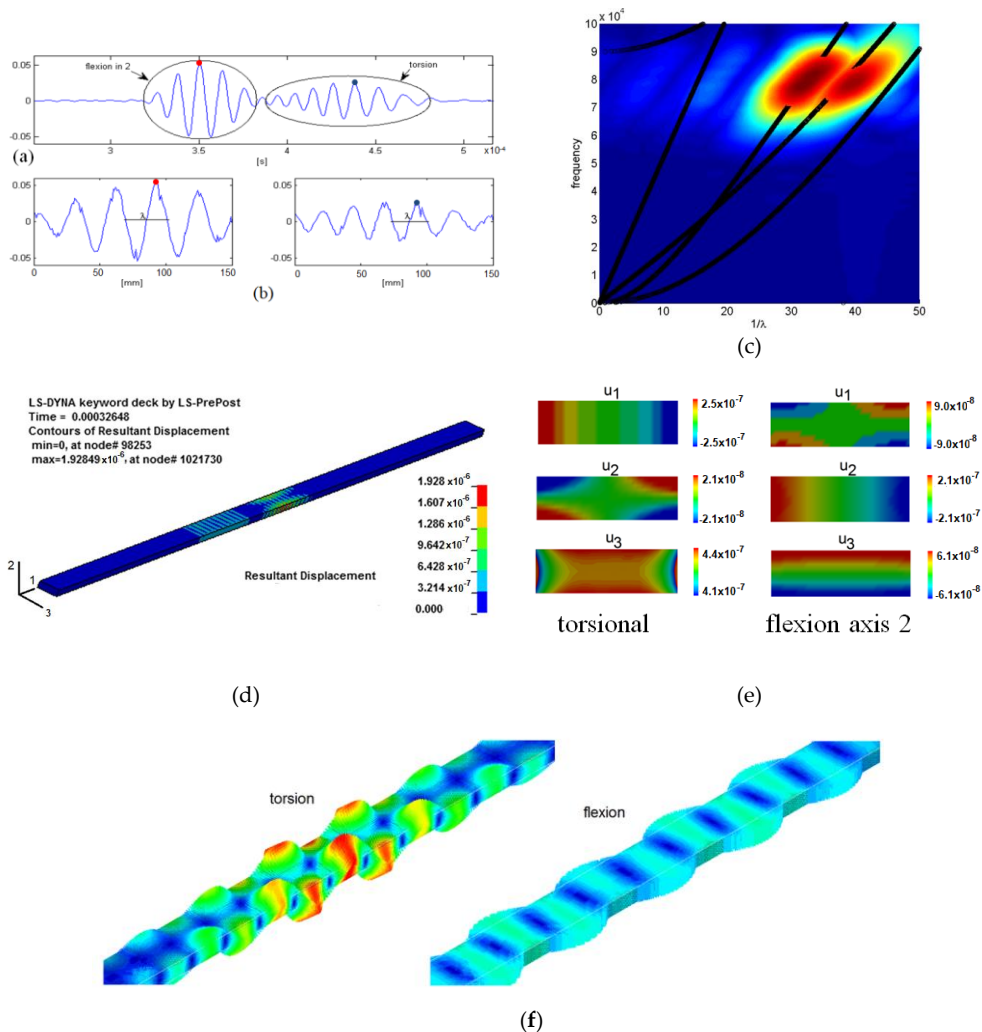 flexion in 2
torsion
0.05
0
-0.05
3
3.5
4
4.5
5
x10⁻⁴
[s]
(a)
0.05
0
-0.05
λ
0
50
100
150
[mm]
0.05
0
-0.05
λ
0
50
100
150
[mm]
(b)
x 10⁴
10
9
8
7
6
5
4
3
2
1
0
frequency
0
10
20
30
40
50
1/λ
(c)
LS-DYNA keyword deck by LS-PrePost
Time = 0.00032648
Contours of Resultant Displacement
min=0, at node# 98253
max=1.92849 x10⁻⁶, at node# 1021730
1.928 x10⁻⁶
1.607 x10⁻⁶
1.286 x10⁻⁶
9.642x10⁻⁷
6.428 x10⁻⁷
3.214 x10⁻⁷
0.000
Resultant Displacement
2
1
3
(d)
u₁
2.5x10⁻⁷
-2.5x10⁻⁷
u₂
2.1x10⁻⁸
-2.1x10⁻⁸
u₃
4.4x10⁻⁷
4.1x10⁻⁷
torsional
u₁
9.0x10⁻⁸
-9.0x10⁻⁸
u₂
2.1x10⁻⁷
-2.1x10⁻⁷
u₃
6.1x10⁻⁸
-6.1x10⁻⁸
flexion axis 2
(e)
torsion
flexion
(f)